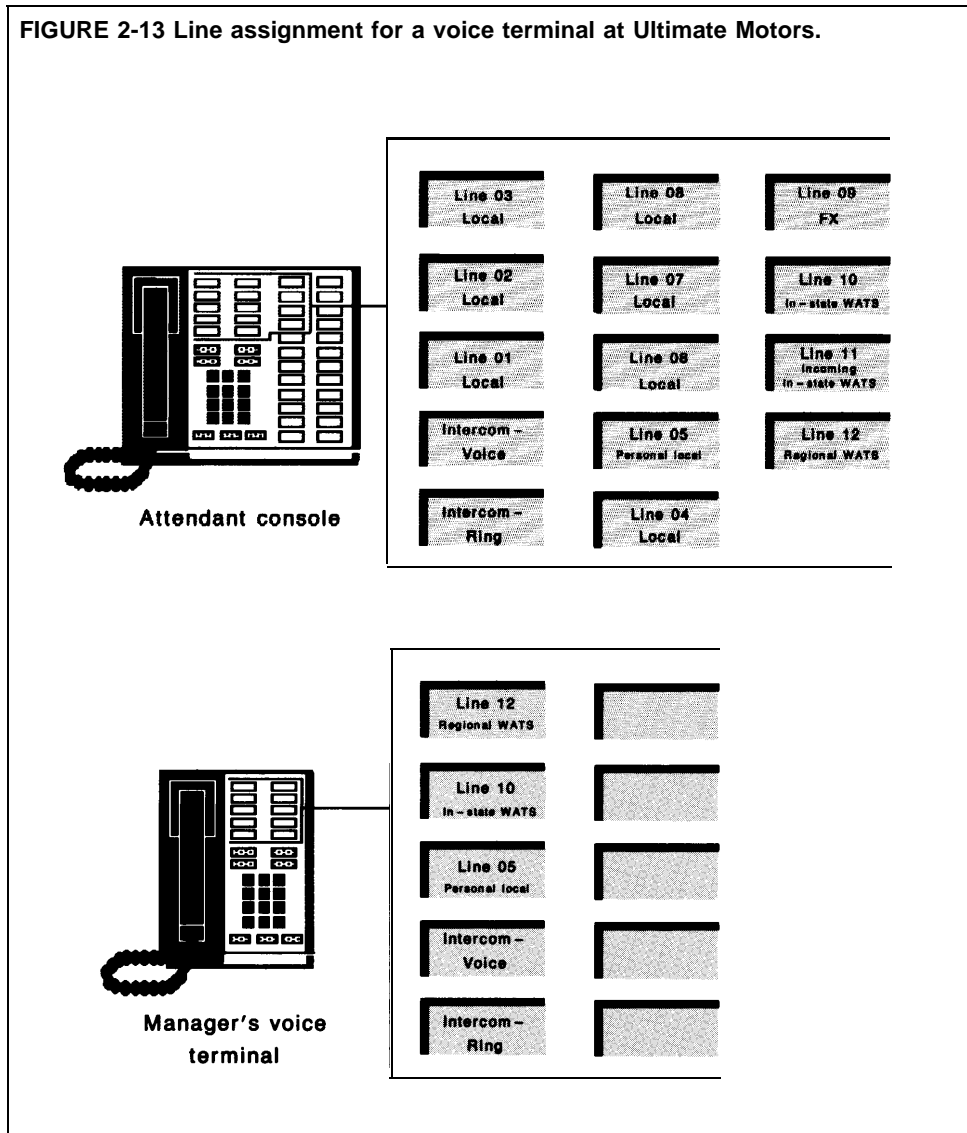 FIGURE 2-13 Line assignment for a voice terminal at Ultimate Motors.
Line 03
Local
Line 08
Local
Line 09
FX
Line 02
Local
Line 07
Local
Line 10
In-state WATS
Line 01
Local
Line 06
Local
Line 11
Incoming
In-state WATS
Intercom –
Voice
Line 05
Personal local
Line 12
Regional WATS
Intercom –
Ring
Line 04
Local
Attendant console
Line 12
Regional WATS
Line 10
In-state WATS
Line 05
Personal local
Intercom –
Voice
Intercom –
Ring
Manager's voice
terminal